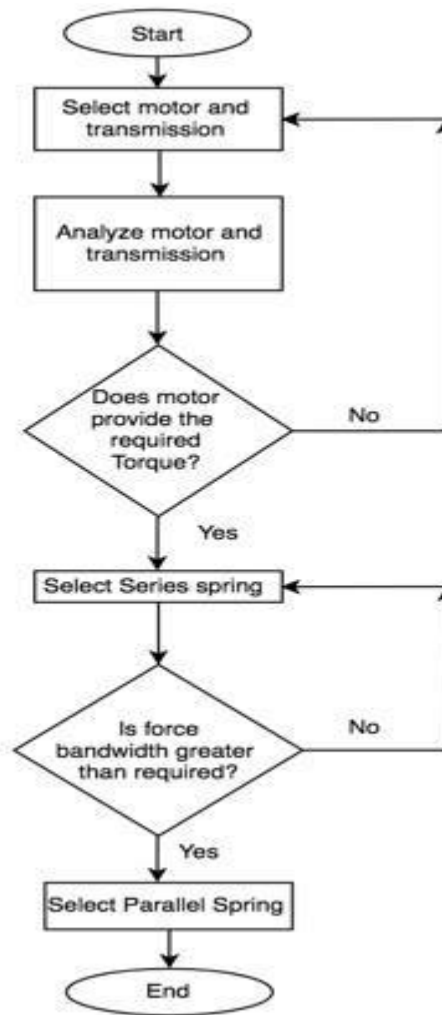 Start
Select motor and
transmission
Analyze motor and
transmission
Does motor
provide the
required
Torque?
No
Yes
Select Series spring
Is force
bandwidth greater
than required?
No
Yes
Select Parallel Spring
End